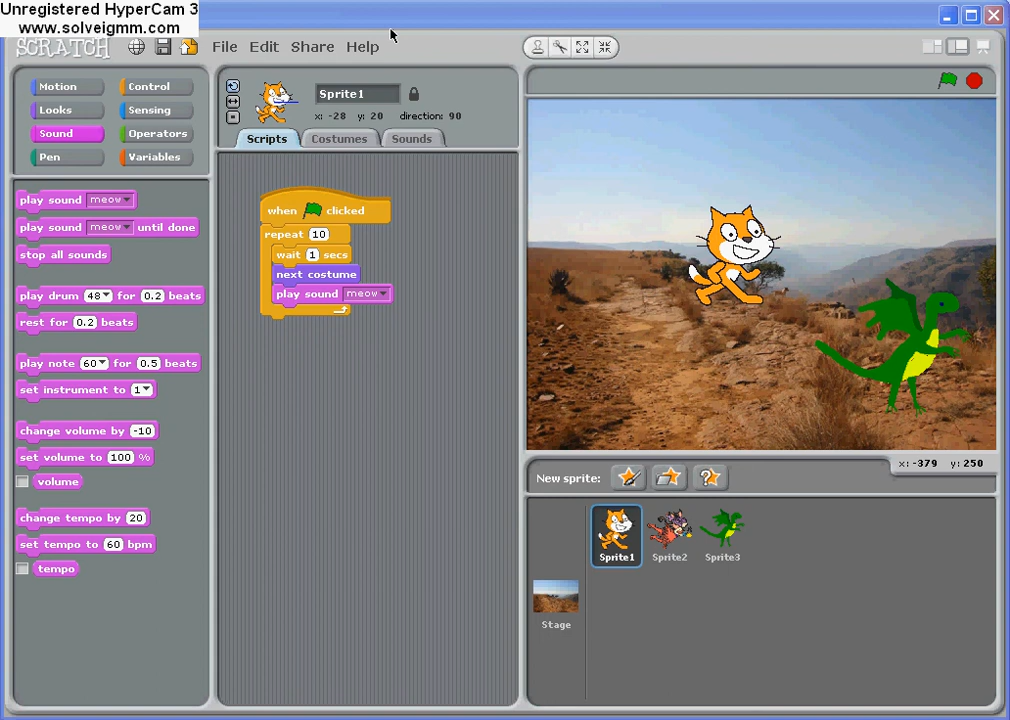 Unregistered HyperCam 3
www.solveigmm.com
SCRATCH
File Edit Share Help
Motion Control
Looks Sensing
Sound Operators
Pen Variables
play sound meow
play sound meow until done
stop all sounds
play drum 48 for 0.2 beats
rest for 0.2 beats
play note 60 for 0.5 beats
set instrument to 1
change volume by -10
set volume to 100 %
volume
change tempo by 20
set tempo to 60 bpm
tempo
Sprite1
x: -28 y: 20 direction: 90
Scripts Costumes Sounds
when clicked
repeat 10
wait 1 secs
next costume
play sound meow
x: -379 y: 250
New sprite:
Sprite1 Sprite2 Sprite3
Stage